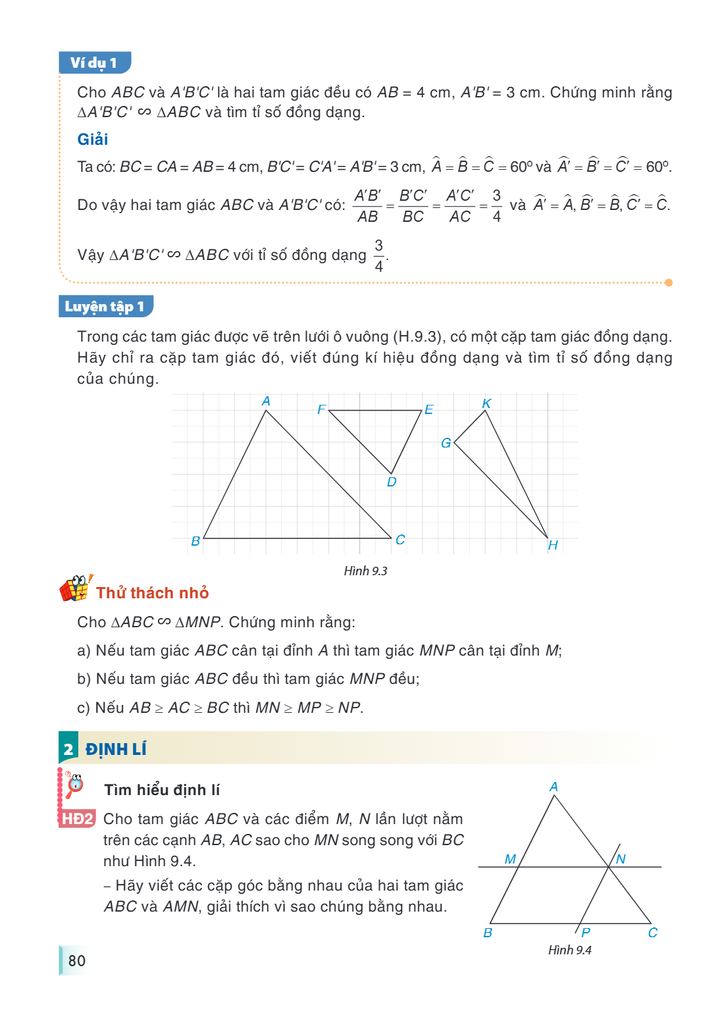 Ví dụ 1
Cho ABC và A'B'C' là hai tam giác đều có AB = 4 cm, A'B' = 3 cm. Chứng minh rằng
∆A'B'C' ∽ ∆ABC và tìm tỉ số đồng dạng.
Giải
Ta có: BC = CA = AB = 4 cm, B'C' = C'A' = A'B' = 3 cm, Â = B̂ = Ĉ = 60º và Â' = B̂' = Ĉ' = 60º.
Do vậy hai tam giác ABC và A'B'C' có: A'B'/AB = B'C'/BC = A'C'/AC = 3/4 và Â' = Â, B̂' = B̂, Ĉ' = Ĉ.
Vậy ∆A'B'C' ∽ ∆ABC với tỉ số đồng dạng 3/4.
Luyện tập 1
Trong các tam giác được vẽ trên lưới ô vuông (H.9.3), có một cặp tam giác đồng dạng.
Hãy chỉ ra cặp tam giác đó, viết đúng kí hiệu đồng dạng và tìm tỉ số đồng dạng
của chúng.
A F E K
G
D
B C H
Hình 9.3
Thử thách nhỏ
Cho ∆ABC ∽ ∆MNP. Chứng minh rằng:
a) Nếu tam giác ABC cân tại đỉnh A thì tam giác MNP cân tại đỉnh M;
b) Nếu tam giác ABC đều thì tam giác MNP đều;
c) Nếu AB ≥ AC ≥ BC thì MN ≥ MP ≥ NP.
2 ĐỊNH LÍ
Tìm hiểu định lí
HĐ2 Cho tam giác ABC và các điểm M, N lần lượt nằm
trên các cạnh AB, AC sao cho MN song song với BC
như Hình 9.4.
– Hãy viết các cặp góc bằng nhau của hai tam giác
ABC và AMN, giải thích vì sao chúng bằng nhau.
A
M N
B P C
Hình 9.4
80